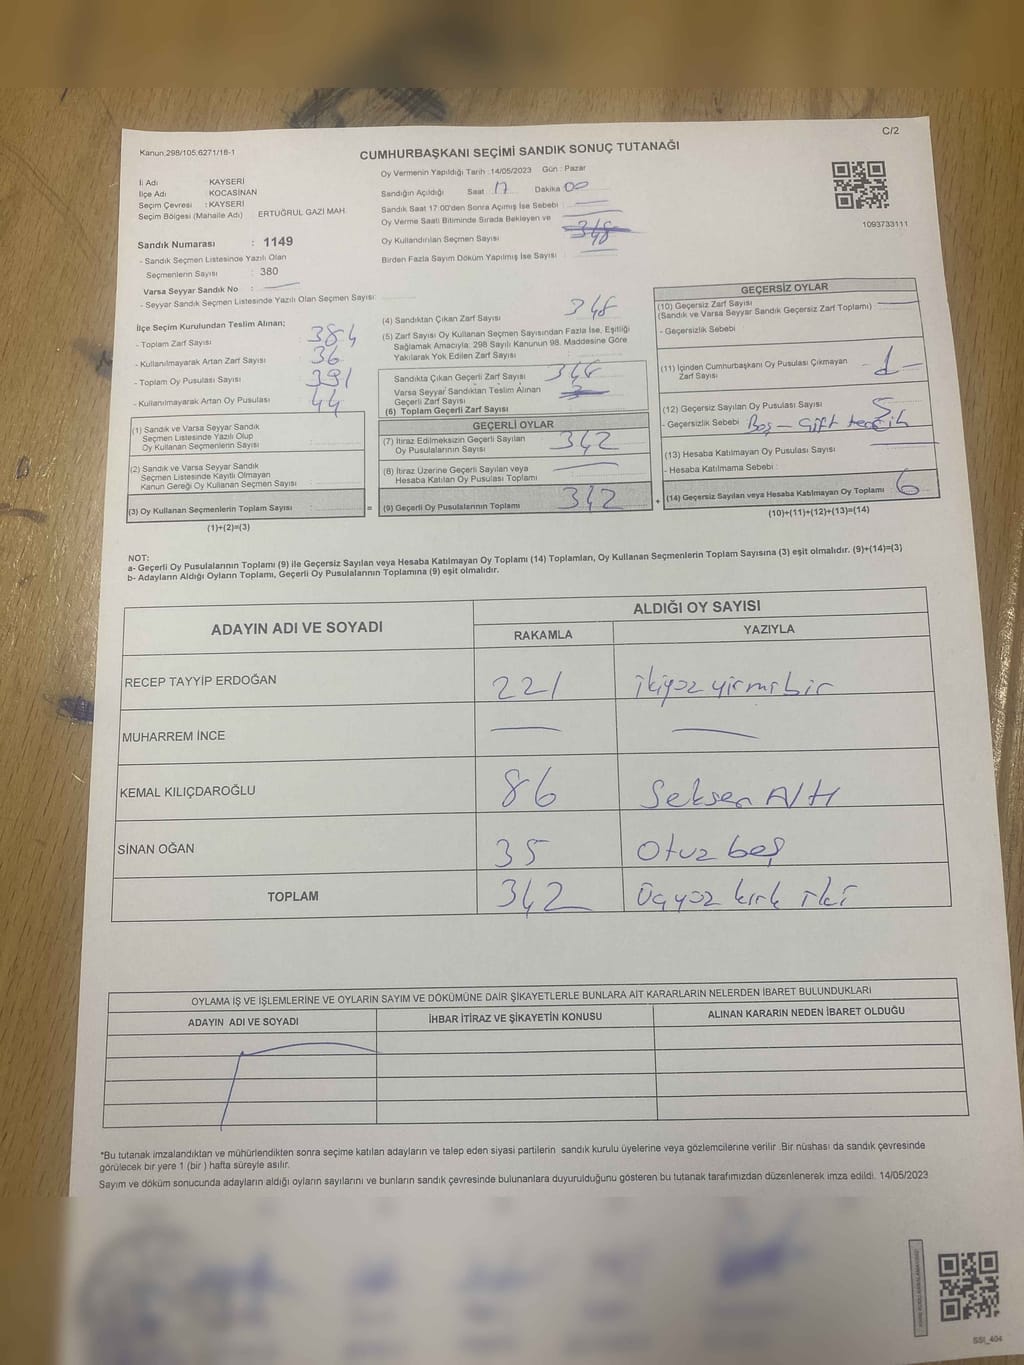 C/2
Kanun.298/105,6271/18-1
CUMHURBAŞKANI SEÇİMİ SANDIK SONUÇ TUTANAĞI
İl Adı : KAYSERİ
İlçe Adı : KOCASİNAN
Seçim Çevresi : KAYSERİ
Seçim Bölgesi (Mahalle Adı) ERTUĞRUL GAZİ MAH.
Sandık Numarası : 1149
- Sandık Seçmen Listesinde Yazılı Olan
Seçmenlerin Sayısı : 380
Varsa Seyyar Sandık No :
- Seyyar Sandık Seçmen Listesinde Yazılı Olan Seçmen Sayısı:
Oy Vermenin Yapıldığı Tarih :14/05/2023 Gün : Pazar
Sandığın Açıldığı Saat 17 Dakika 00
Sandık Saat 17:00'den Sonra Açımış İse Sebebi :
Oy Verme Saati Bitiminde Sırada Bekleyen ve
Oy Kullandırılan Seçmen Sayısı 348
Birden Fazla Sayım Döküm Yapılmış İse Sayısı :
1093733111
İlçe Seçim Kurulundan Teslim Alınan;
- Toplam Zarf Sayısı : 384
- Kullanılmayarak Artan Zarf Sayısı : 36
- Toplam Oy Pusulası Sayısı : 391
- Kullanılmayarak Artan Oy Pusulası : 44
(1) Sandık ve Varsa Seyyar Sandık
Seçmen Listesinde Yazılı Olup
Oy Kullanan Seçmenlerin Sayısı :
(2) Sandık ve Varsa Seyyar Sandık
Seçmen Listesinde Kayıtlı Olmayan
Kanun Gereği Oy Kullanan Seçmen Sayısı :
(3) Oy Kullanan Seçmenlerin Toplam Sayısı :
(1)+(2)=(3)
=
(4) Sandıktan Çıkan Zarf Sayısı : 348
(5) Zarf Sayısı Oy Kullanan Seçmen Sayısından Fazla İse, Eşitliği
Sağlamak Amacıyla; 298 Sayılı Kanunun 98. Maddesine Göre
Yakılarak Yok Edilen Zarf Sayısı :
Sandıkta Çıkan Geçerli Zarf Sayısı :
Varsa Seyyar Sandıktan Teslim Alınan
Geçerli Zarf Sayısı
(6) Toplam Geçerli Zarf Sayısı
GEÇERLİ OYLAR
(7) İtiraz Edilmeksizin Geçerli Sayılan
Oy Pusulalarının Sayısı : 342
(8) İtiraz Üzerine Geçerli Sayılan veya
Hesaba Katılan Oy Pusulası Toplamı
(9) Geçerli Oy Pusulalarının Toplamı 342
+
GEÇERSİZ OYLAR
(10) Geçersiz Zarf Sayısı
(Sandık ve Varsa Seyyar Sandık Geçersiz Zarf Toplamı)
- Geçersizlik Sebebi :
(11) İçinden Cumhurbaşkanı Oy Pusulası Çıkmayan
Zarf Sayısı : 1
(12) Geçersiz Sayılan Oy Pusulası Sayısı : 5
- Geçersizlik Sebebi : Boş - Çift tercih
(13) Hesaba Katılmayan Oy Pusulası Sayısı
- Hesaba Katılmama Sebebi :
(14) Geçersiz Sayılan veya Hesaba Katılmayan Oy Toplamı 6
(10)+(11)+(12)+(13)=(14)
NOT:
a- Geçerli Oy Pusulalarının Toplamı (9) ile Geçersiz Sayılan veya Hesaba Katılmayan Oy Toplamı (14) Toplamları, Oy Kullanan Seçmenlerin Toplam Sayısına (3) eşit olmalıdır. (9)+(14)=(3)
b- Adayların Aldığı Oyların Toplamı, Geçerli Oy Pusulalarının Toplamına (9) eşit olmalıdır.
ADAYIN ADI VE SOYADI
ALDIĞI OY SAYISI
RAKAMLA YAZIYLA
RECEP TAYYİP ERDOĞAN 221 ikiyüz yirmibir
MUHARREM İNCE
KEMAL KILIÇDAROĞLU 86 Seksen Altı
SİNAN OĞAN 35 Otuz beş
TOPLAM 342 Üçyüz kırk iki
OYLAMA İŞ VE İŞLEMLERİNE VE OYLARIN SAYIM VE DÖKÜMÜNE DAİR ŞİKAYETLERLE BUNLARA AİT KARARLARIN NELERDEN İBARET BULUNDUKLARI
ADAYIN ADI VE SOYADI İHBAR İTİRAZ VE ŞİKAYETİN KONUSU ALINAN KARARIN NEDEN İBARET OLDUĞU
*Bu tutanak imzalandıktan ve mühürlendikten sonra seçime katılan adayların ve talep eden siyasi partilerin sandık kurulu üyelerine veya gözlemcilerine verilir .Bir nüshası da sandık çevresinde
görülecek bir yere 1 (bir ) hafta süreyle asılır.
Sayım ve döküm sonucunda adayların aldığı oyların sayılarını ve bunların sandık çevresinde bulunanlara duyurulduğunu gösteren bu tutanak tarafımızdan düzenlenerek imza edildi. 14/05/2023
SSI_404